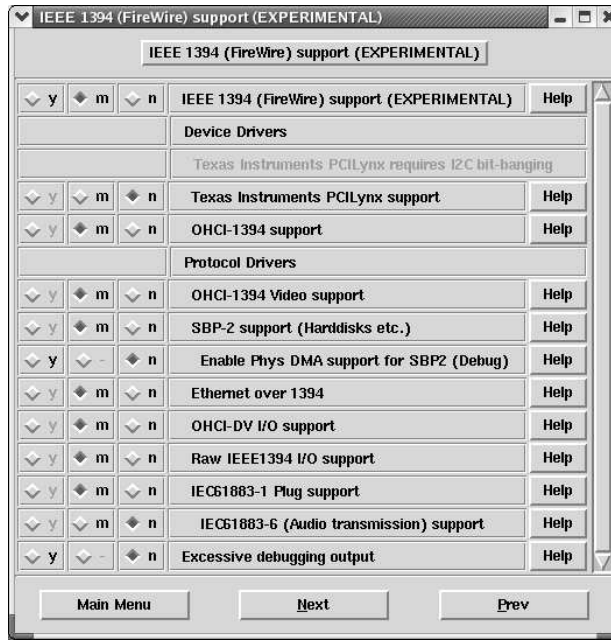 IEEE 1394 (FireWire) support (EXPERIMENTAL)
IEEE 1394 (FireWire) support (EXPERIMENTAL)
y m n IEEE 1394 (FireWire) support (EXPERIMENTAL) Help
Device Drivers
Texas Instruments PCILynx requires I2C bit-banging
y m n Texas Instruments PCILynx support Help
y m n OHCI-1394 support Help
Protocol Drivers
y m n OHCI-1394 Video support Help
y m n SBP-2 support (Harddisks etc.) Help
y - n Enable Phys DMA support for SBP2 (Debug) Help
y m n Ethernet over 1394 Help
y m n OHCI-DV I/O support Help
y m n Raw IEEE1394 I/O support Help
y m n IEC61883-1 Plug support Help
y m n IEC61883-6 (Audio transmission) support Help
y - n Excessive debugging output Help
Main Menu Next Prev